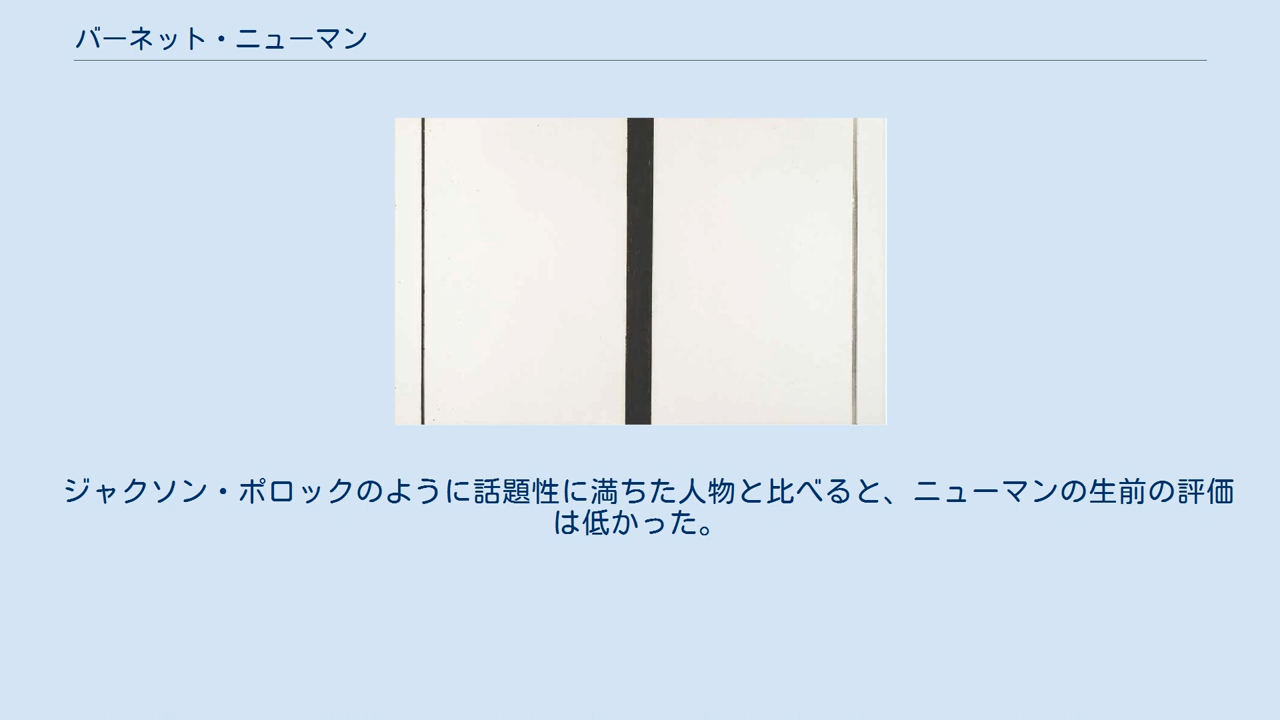 バーネット・ニューマン
ジャクソン・ポロックのように話題性に満ちた人物と比べると、ニューマンの生前の評価
は低かった。